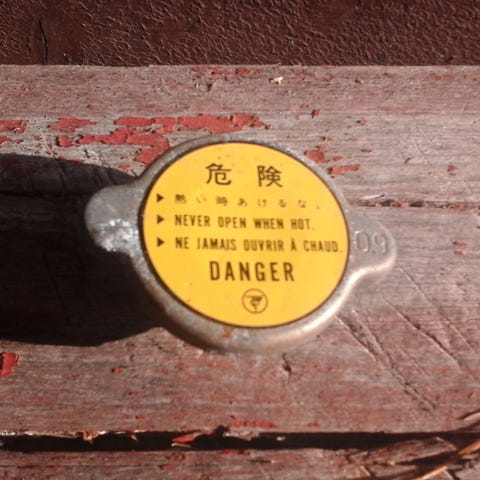 危険
▶ 熱い時あけるな。
▶ NEVER OPEN WHEN HOT.
▶ NE JAMAIS OUVRIR À CHAUD.
DANGER
09